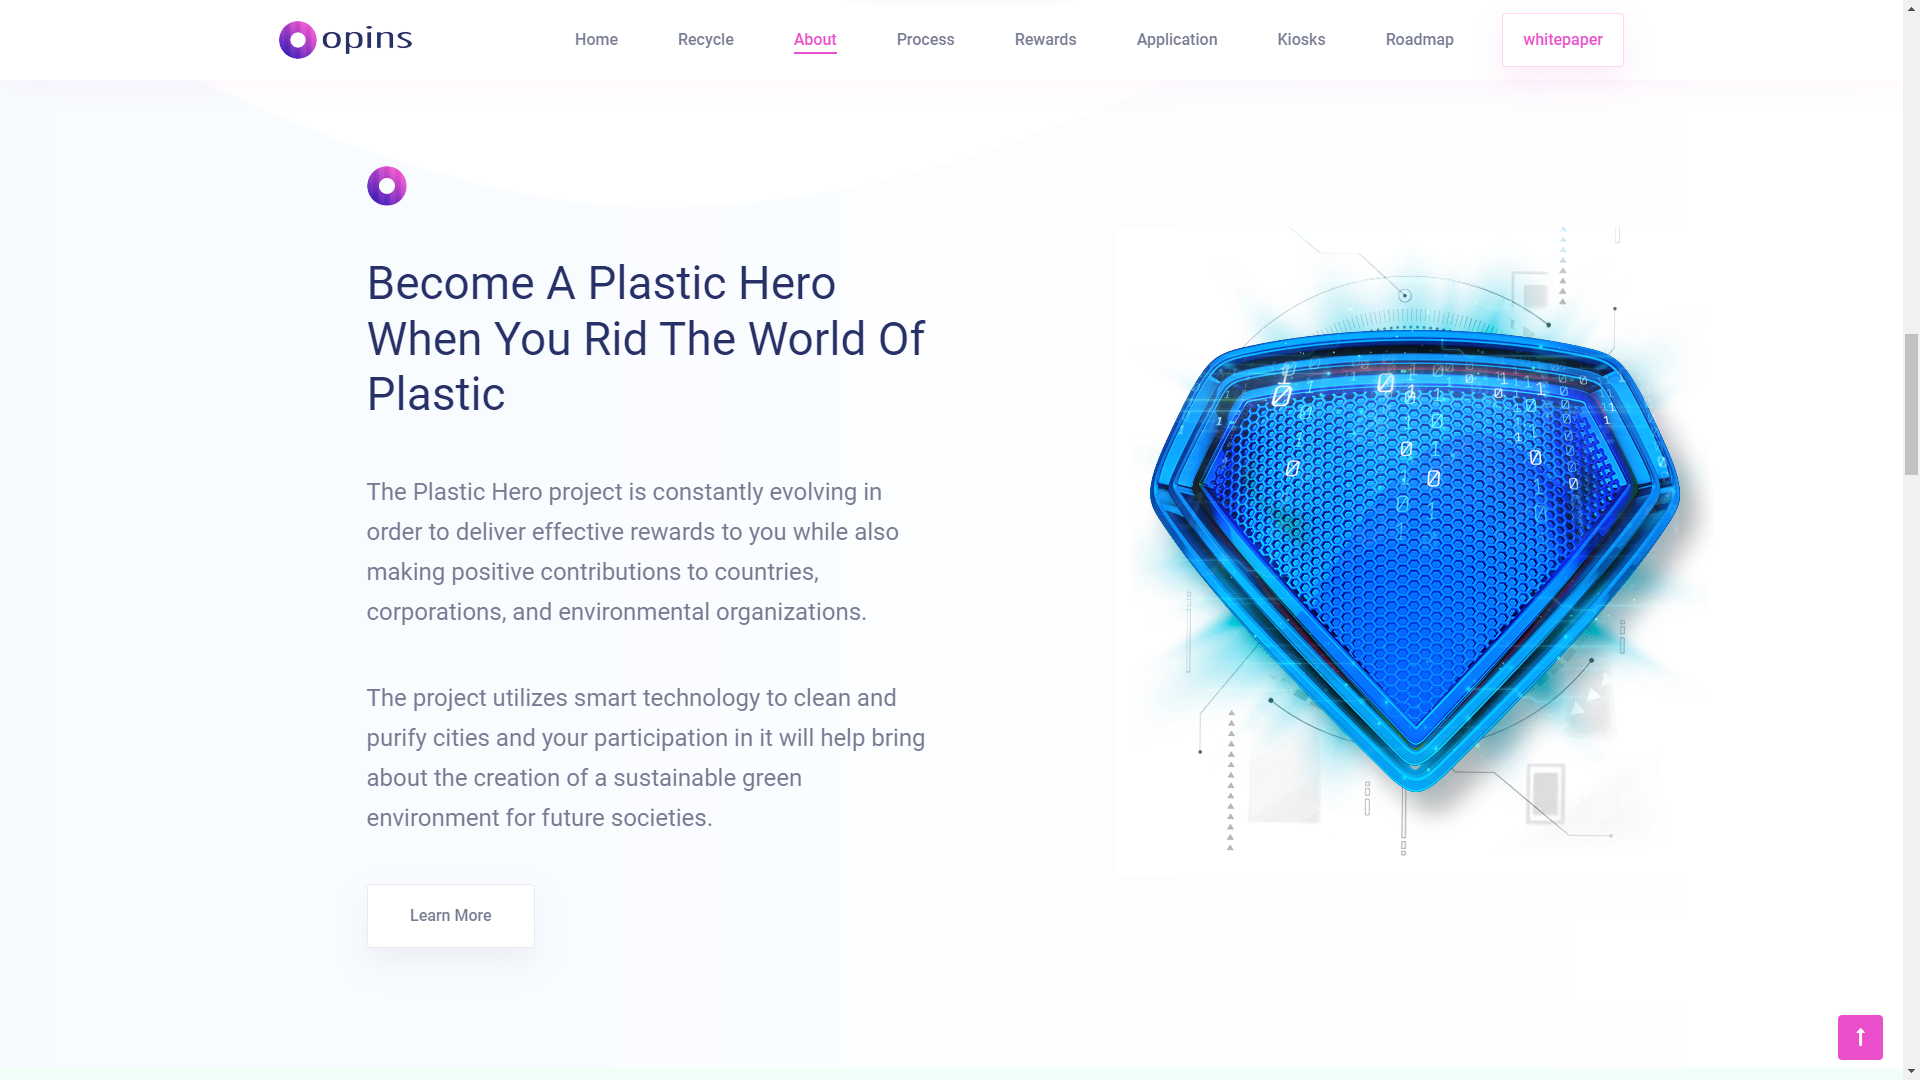 opins
Home
Recycle
About
Process
Rewards
Application
Kiosks
Roadmap
whitepaper
Become A Plastic Hero
When You Rid The World Of
Plastic
The Plastic Hero project is constantly evolving in
order to deliver effective rewards to you while also
making positive contributions to countries,
corporations, and environmental organizations.
The project utilizes smart technology to clean and
purify cities and your participation in it will help bring
about the creation of a sustainable green
environment for future societies.
Learn More